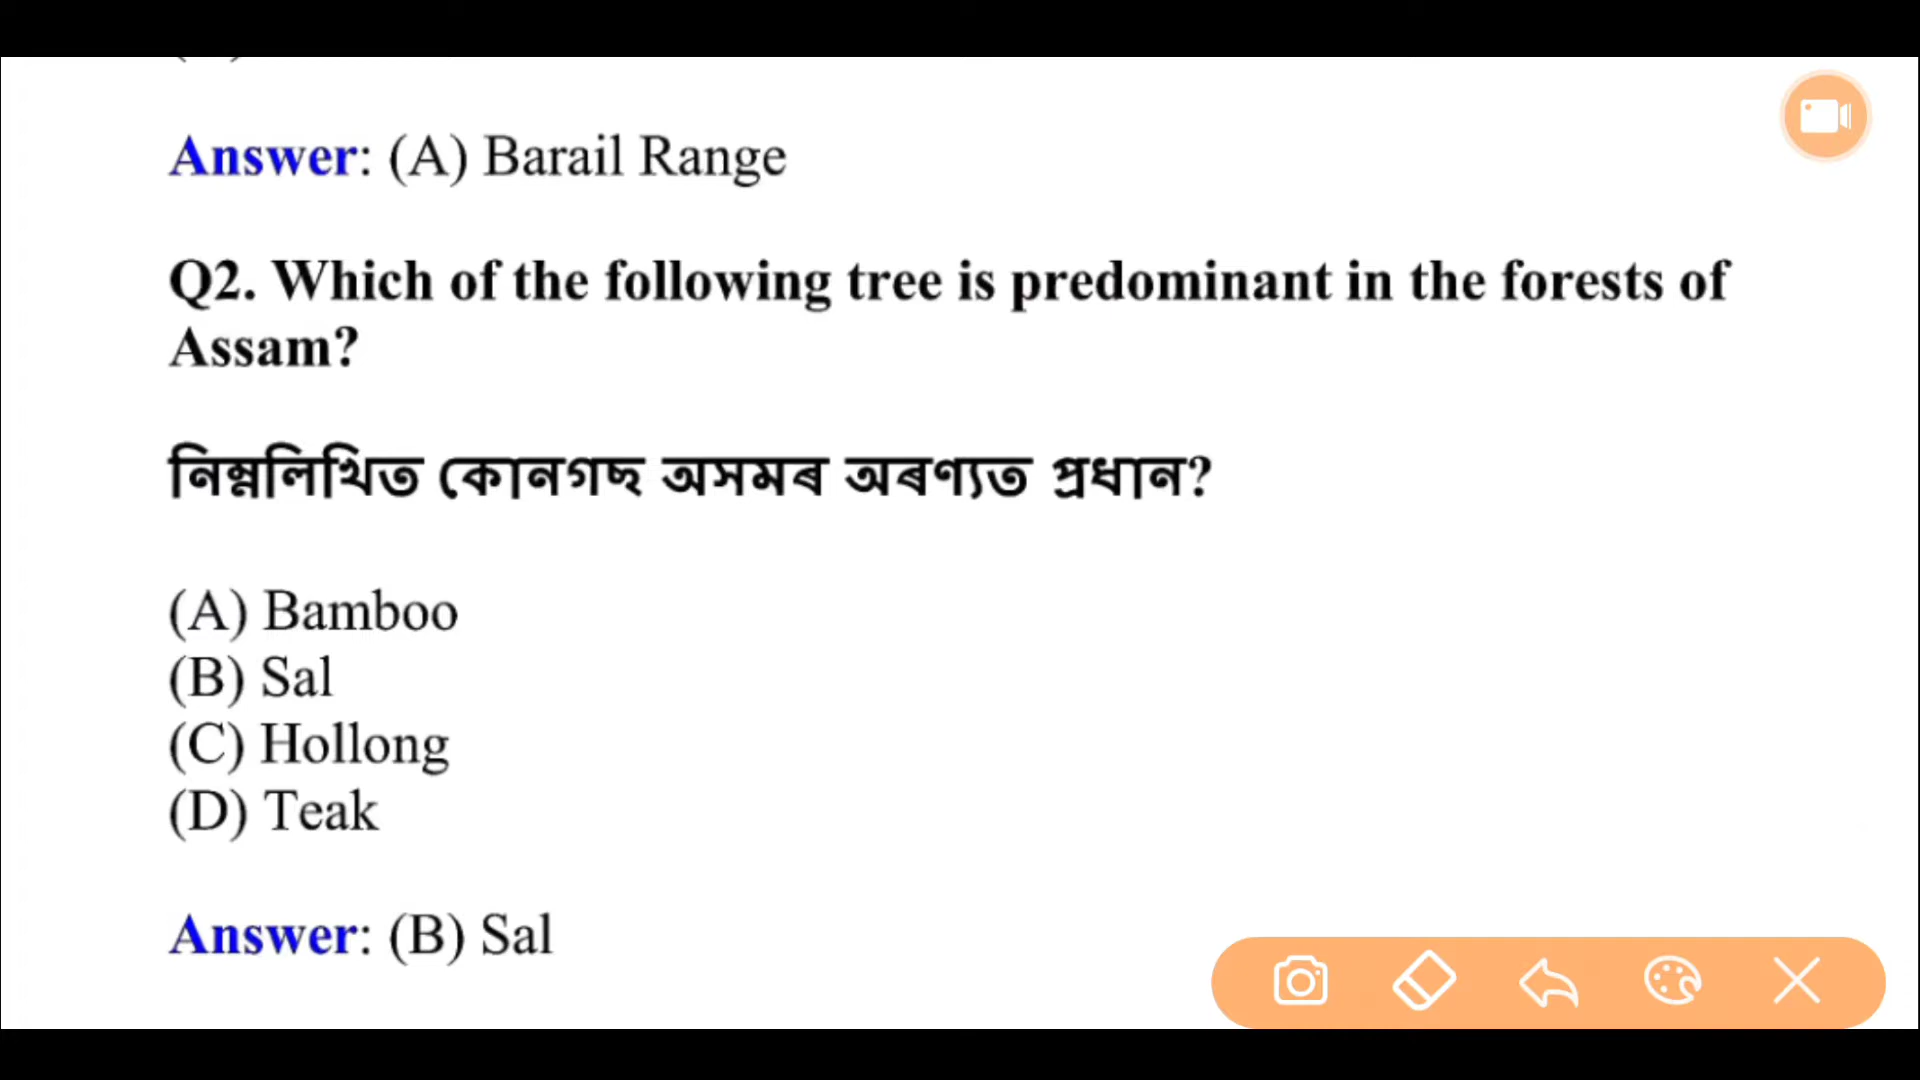 Answer: (A) Barail Range
Q2. Which of the following tree is predominant in the forests of
Assam?
নিম্নলিখিত কোনগছ অসমৰ অৰণ্যত প্ৰধান?
(A) Bamboo
(B) Sal
(C) Hollong
(D) Teak
Answer: (B) Sal